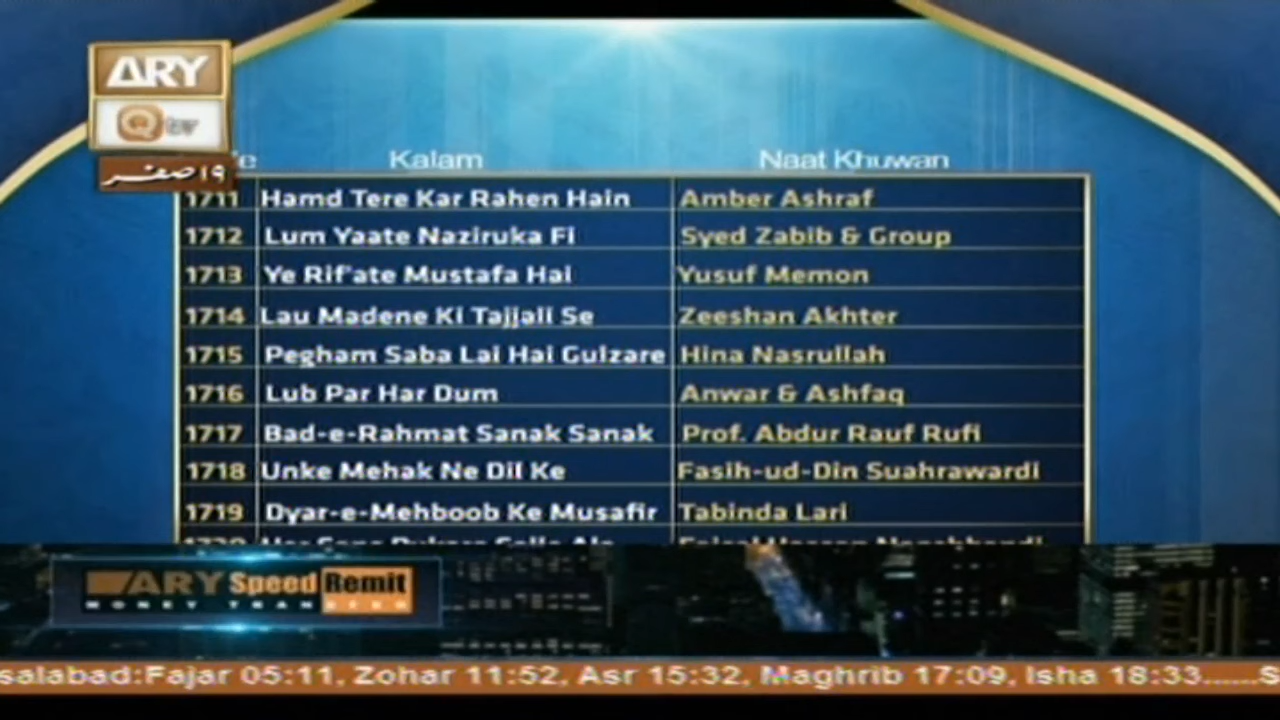 ARY
Qtv
١٩ صفر
Kalam Naat Khuwan
1711 Hamd Tere Kar Rahen Hain Amber Ashraf
1712 Lum Yaate Naziruka Fi Syed Zabib & Group
1713 Ye Rif'ate Mustafa Hai Yusuf Memon
1714 Lau Madene Ki Tajjali Se Zeeshan Akhter
1715 Pegham Saba Lai Hai Gulzare Hina Nasrullah
1716 Lub Par Har Dum Anwar & Ashfaq
1717 Bad-e-Rahmat Sanak Sanak Prof. Abdur Rauf Rufi
1718 Unke Mehak Ne Dil Ke Fasih-ud-Din Suahrawardi
1719 Dyar-e-Mehboob Ke Musafir Tabinda Lari
ARY Speed Remit
salabad:Fajar 05:11, Zohar 11:52, Asr 15:32, Maghrib 17:09, Isha 18:33......S